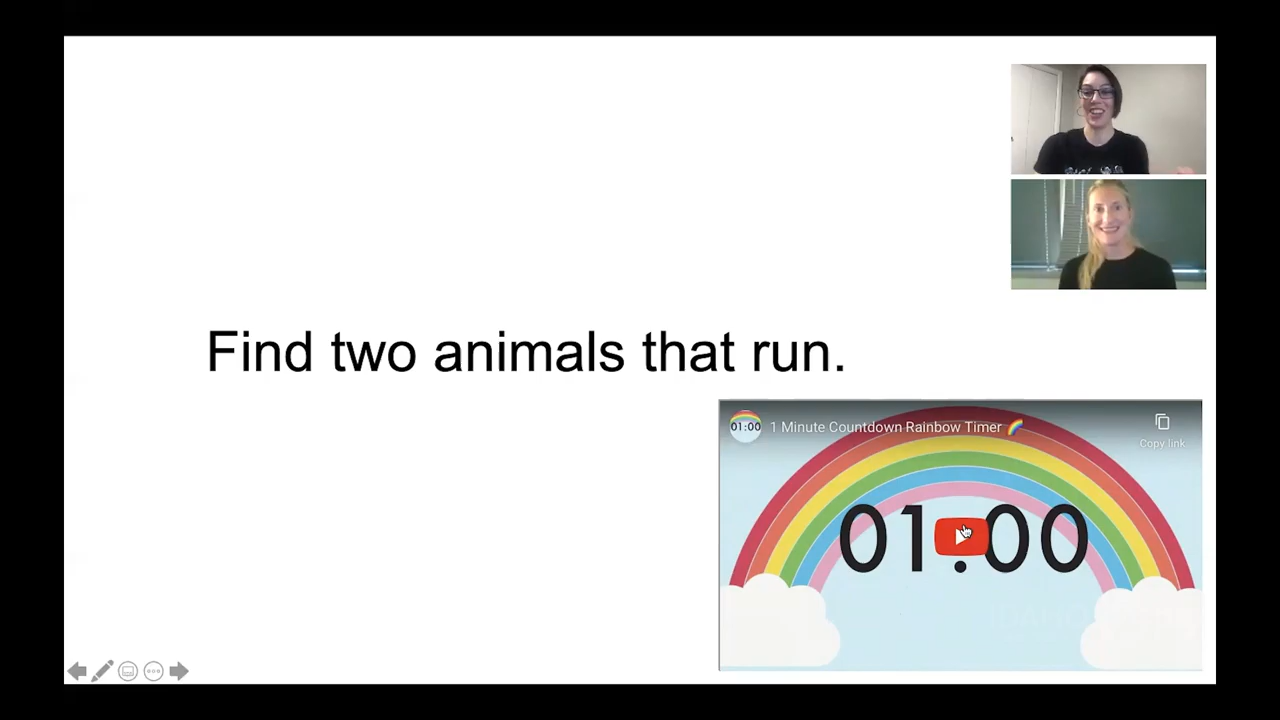 Find two animals that run.
01:00
1 Minute Countdown Rainbow Timer 🌈
Copy link
01:00